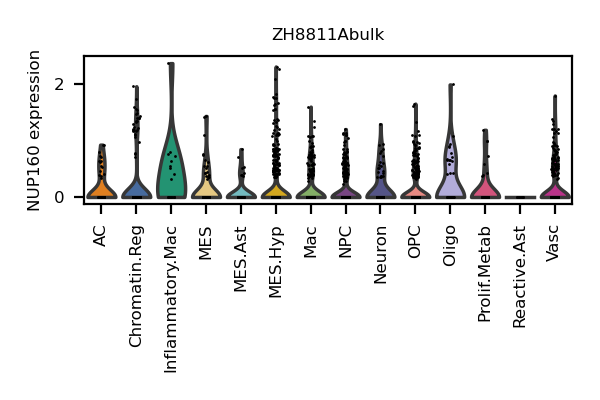 ZH8811Abulk
NUP160 expression
2
0
AC
Chromatin.Reg
Inflammatory.Mac
MES
MES.Ast
MES.Hyp
Mac
NPC
Neuron
OPC
Oligo
Prolif.Metab
Reactive.Ast
Vasc